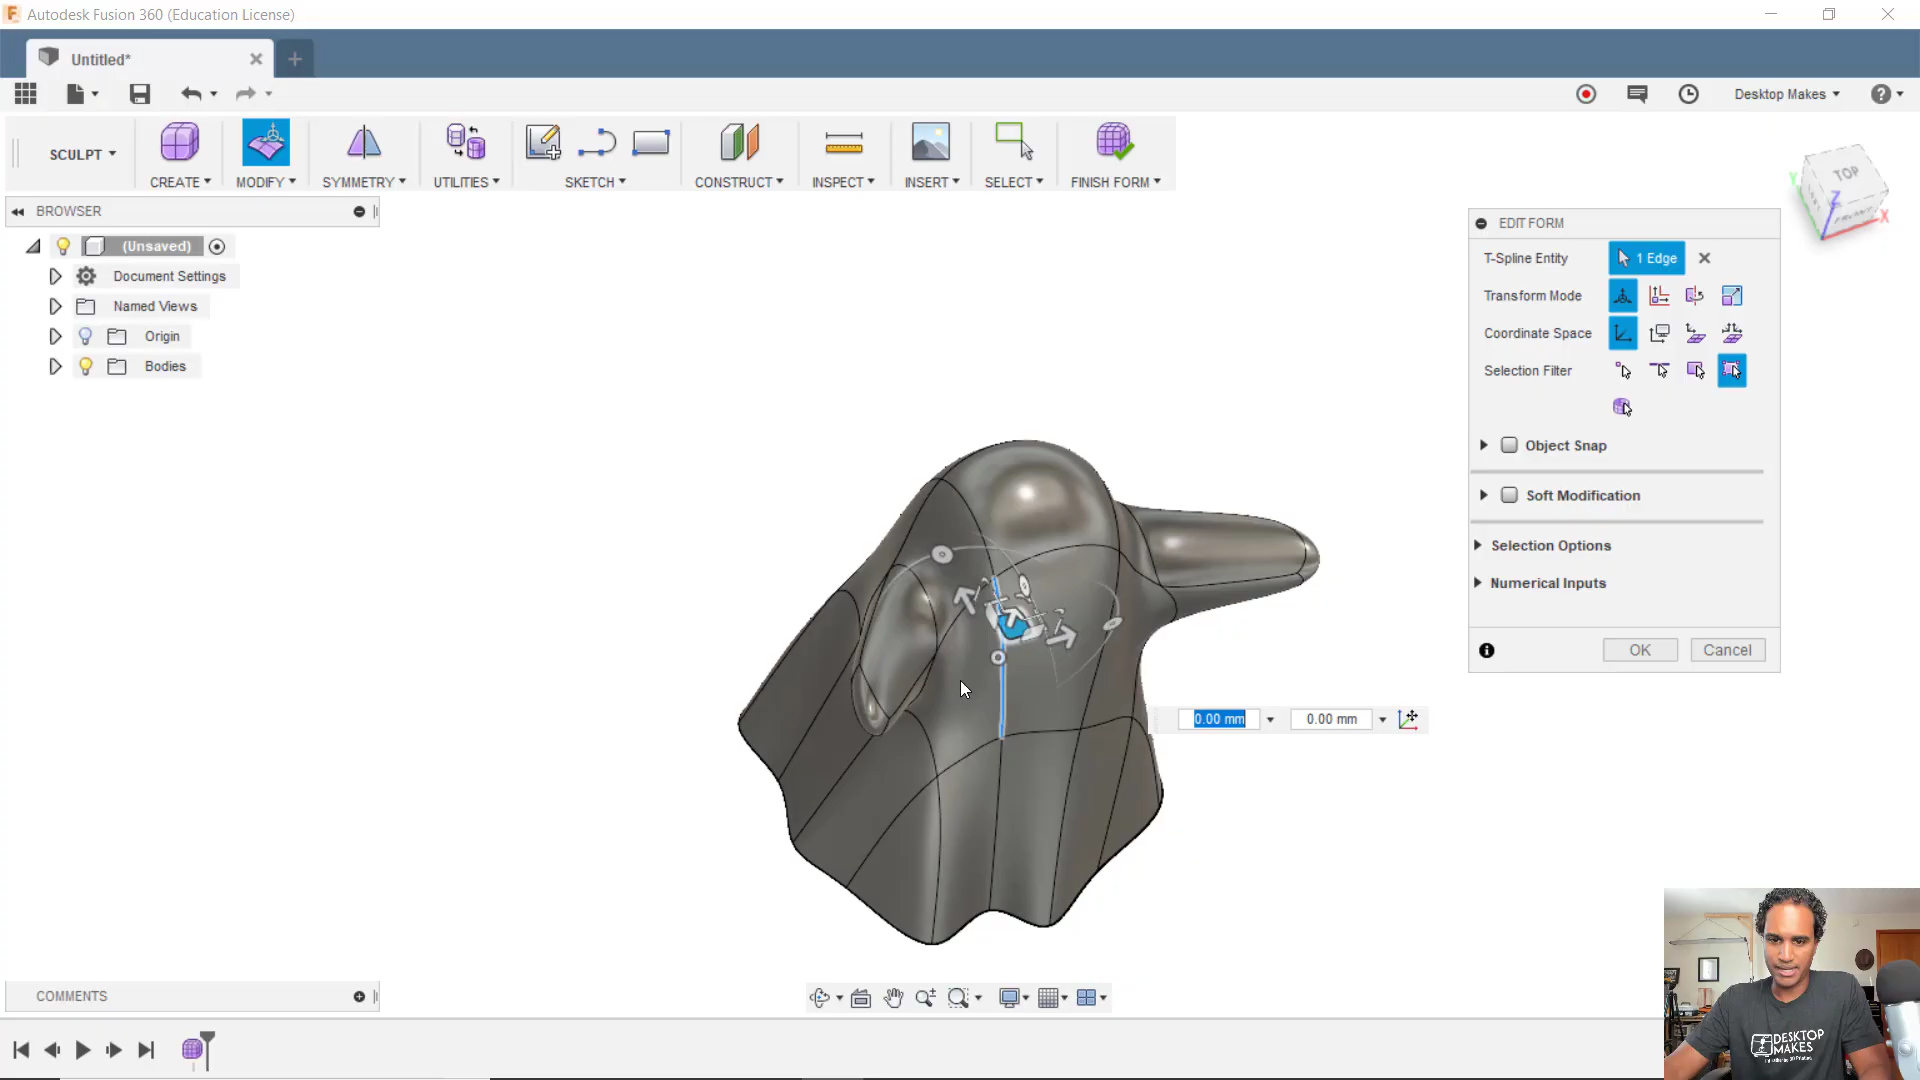 Autodesk Fusion 360 (Education License)
Untitled*
Desktop Makes
SCULPT
CREATE
MODIFY
SYMMETRY
UTILITIES
SKETCH
CONSTRUCT
INSPECT
INSERT
SELECT
FINISH FORM
BROWSER
(Unsaved)
Document Settings
Named Views
Origin
Bodies
TOP
FRONT
Y
Z
X
EDIT FORM
T-Spline Entity
1 Edge
Transform Mode
Coordinate Space
Selection Filter
Object Snap
Soft Modification
Selection Options
Numerical Inputs
OK
Cancel
0.00 mm
0.00 mm
COMMENTS
DESKTOP
MAKES